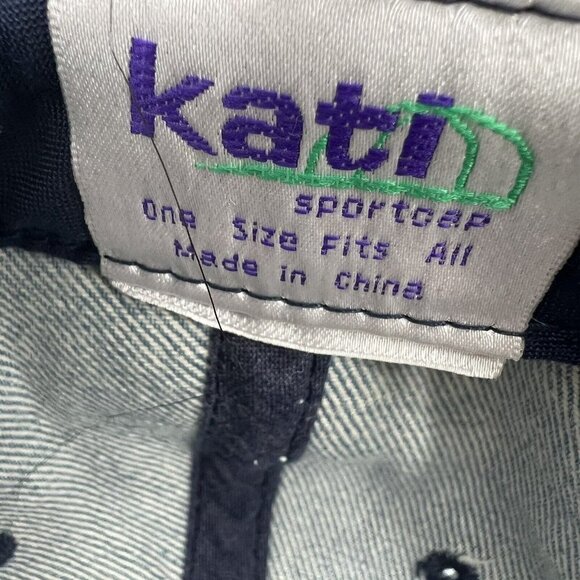 kati
sportcap
One Size Fits All
Made in China